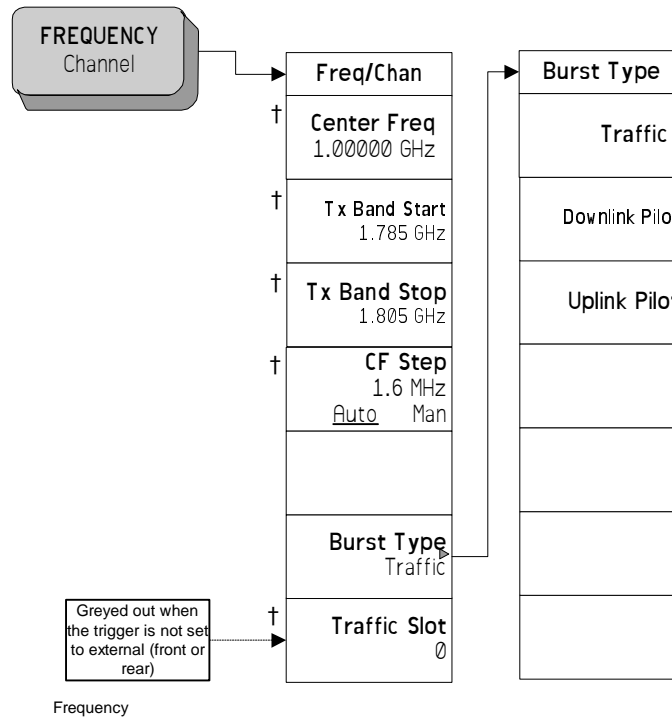 FREQUENCY
Channel
Freq/Chan
†
Center Freq
1.00000 GHz
†
Tx Band Start
1.785 GHz
†
Tx Band Stop
1.805 GHz
†
CF Step
1.6 MHz
Auto Man
Burst Type
Traffic
†
Traffic Slot
0
Burst Type
Traffic
Downlink
Uplink
Greyed out when
the trigger is not set
to external (front or
rear)
Frequency